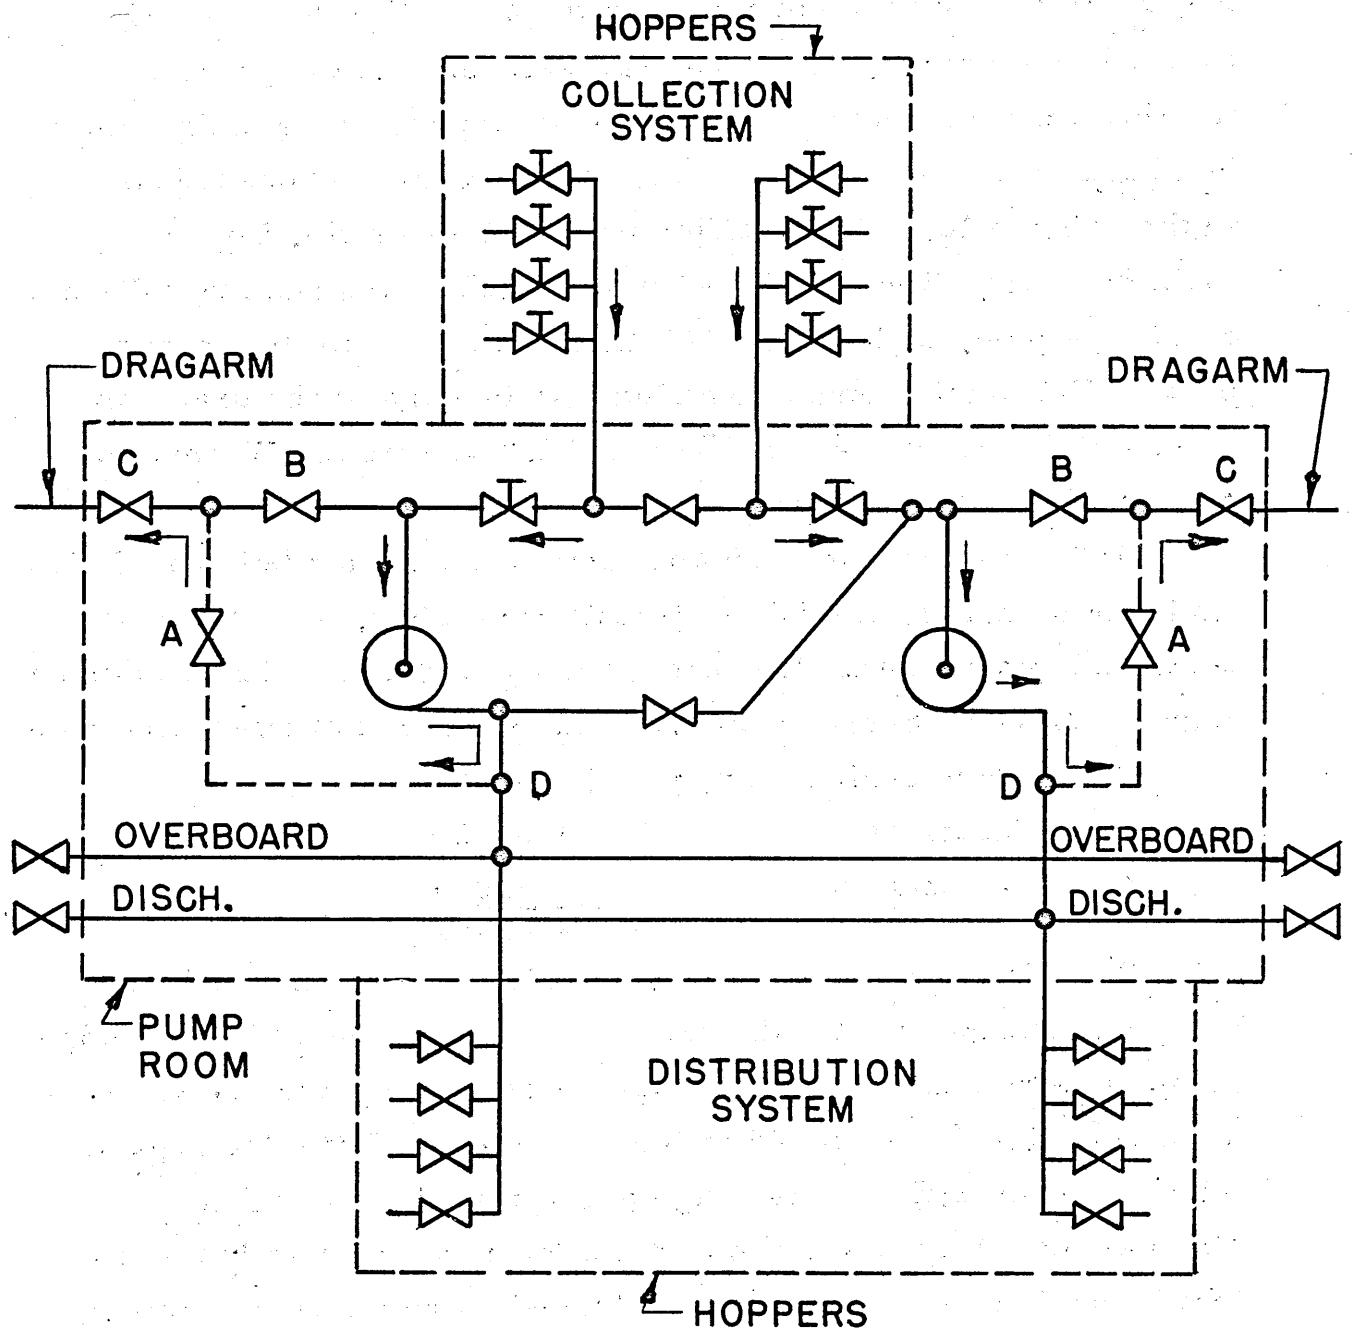 HOPPERS
COLLECTION
SYSTEM
DRAGARM
DRAGARM
C
B
B
C
A
A
D
D
OVERBOARD
OVERBOARD
DISCH.
DISCH.
PUMP
ROOM
DISTRIBUTION
SYSTEM
HOPPERS